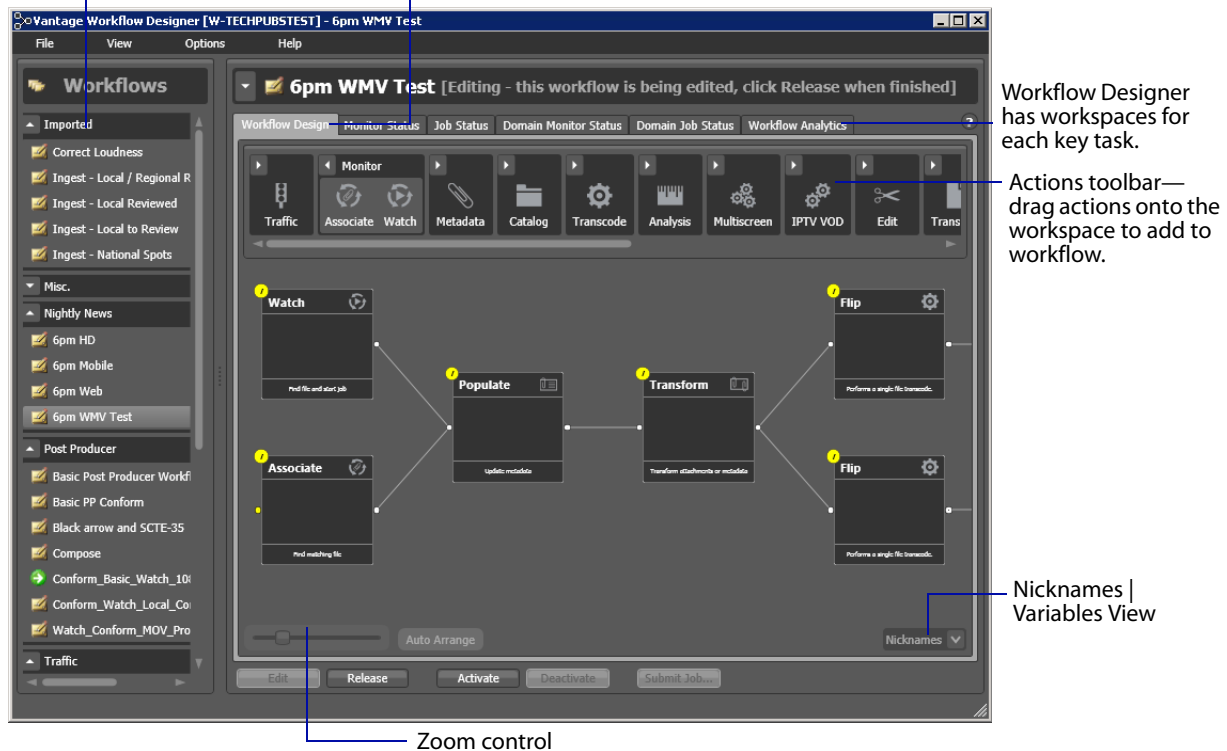 Vantage Workflow Designer [W-TECHPUBSTEST] - 6pm WMV Test
File View Options Help
Workflows
Imported
Correct Loudness
Ingest - Local / Regional R
Ingest - Local Reviewed
Ingest - Local to Review
Ingest - National Spots
Misc.
Nightly News
6pm HD
6pm Mobile
6pm Web
6pm WMV Test
Post Producer
Basic Post Producer Workfl
Basic PP Conform
Black arrow and SCTE-35
Compose
Conform_Basic_Watch_108
Conform_Watch_Local_Co
Watch_Conform_MOV_Pro
Traffic
6pm WMV Test [Editing - this workflow is being edited, click Release when finished]
Workflow Design Monitor Status Job Status Domain Monitor Status Domain Job Status Workflow Analytics ?
Monitor
Traffic Associate Watch Metadata Catalog Transcode Analysis Multiscreen IPTV VOD Edit Trans
Watch
Find file and start job
Associate
Find matching file
Populate
Update metadata
Transform
Transform attachments or metadata
Flip
Performs a single file transcode.
Flip
Performs a single file transcode.
Auto Arrange
Nicknames
Edit Release Activate Deactivate Submit Job...
Workflow Designer
has workspaces for
each key task.
Actions toolbar—
drag actions onto the
workspace to add to
workflow.
Nicknames |
Variables View
Zoom control